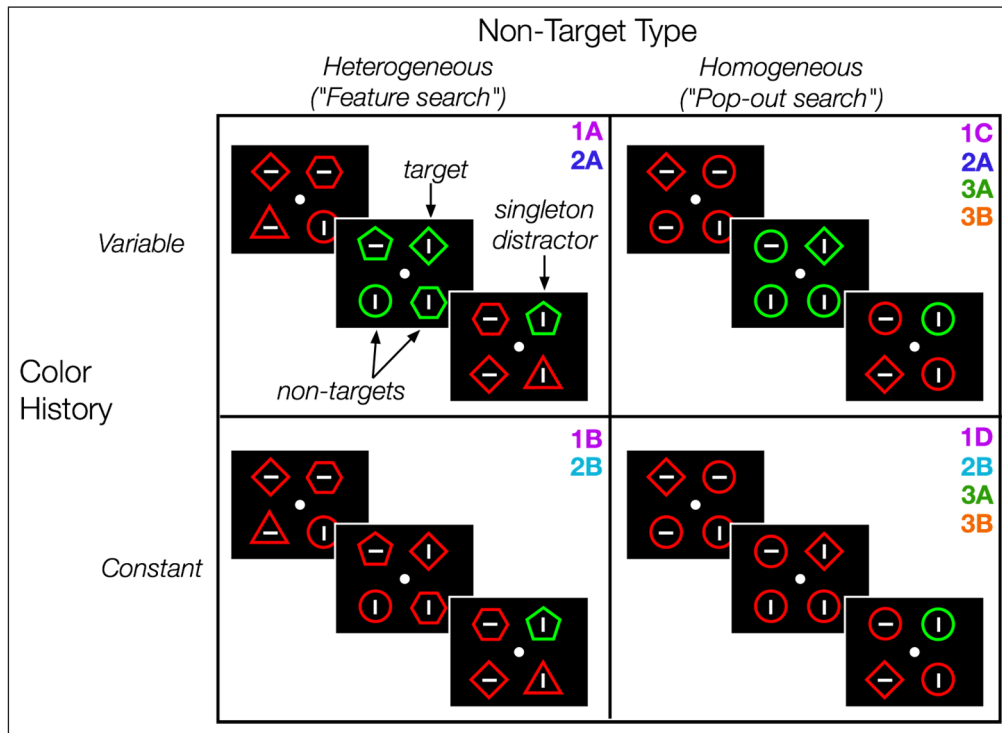 Non-Target Type
Heterogeneous
("Feature search")
Homogeneous
("Pop-out search")
Color
History
Variable
1A
2A
target
singleton
distractor
non-targets
1C
2A
3A
3B
Constant
1B
2B
1D
2B
3A
3B